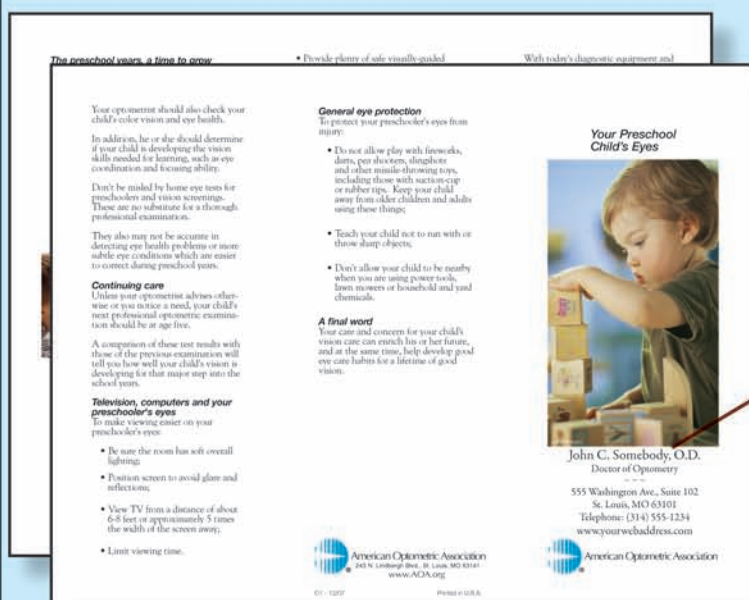 The preschool years, a time to grow
• Provide plenty of safe visually-guided
With today's diagnostic equipment and
Your optometrist should also check your
child's color vision and eye health.
In addition, he or she should determine
if your child is developing the vision
skills needed for learning, such as eye
coordination and focusing ability.
Don't be misled by home eye tests for
preschoolers and vision screenings.
These are no substitute for a thorough
professional examination.
They also may not be accurate in
detecting eye health problems or more
subtle eye conditions which are easier
to correct during preschool years.
Continuing care
Unless your optometrist advises other-
wise or you notice a need, your child's
next professional optometric examina-
tion should be at age five.
A comparison of these test results with
those of the previous examination will
tell you how well your child's vision is
developing for that major step into the
school years.
Television, computers and your
preschooler's eyes
To make viewing easier on your
preschooler's eyes:
• Be sure the room has soft overall
lighting;
• Position screen to avoid glare and
reflections;
• View TV from a distance of about
6-8 feet or approximately 5 times
the width of the screen away;
• Limit viewing time.
General eye protection
To protect your preschooler's eyes from
injury:
• Do not allow play with fireworks,
darts, pea shooters, slingshots
and other missile-throwing toys,
including those with suction-cup
or rubber tips. Keep your child
away from older children and adults
using these things;
• Teach your child not to run with or
throw sharp objects;
• Don't allow your child to be nearby
when you are using power tools,
lawn mowers or household and yard
chemicals.
A final word
Your care and concern for your child's
vision care can enrich his or her future,
and at the same time, help develop good
eye care habits for a lifetime of good
vision.
American Optometric Association
243 N. Lindbergh Blvd., St. Louis, MO 63141
www.AOA.org
Printed in U.S.A.
Your Preschool
Child's Eyes
John C. Somebody, O.D.
Doctor of Optometry
~ ~ ~
555 Washington Ave., Suite 102
St. Louis, MO 63101
Telephone: (314) 555-1234
www.yourwebaddress.com
American Optometric Association